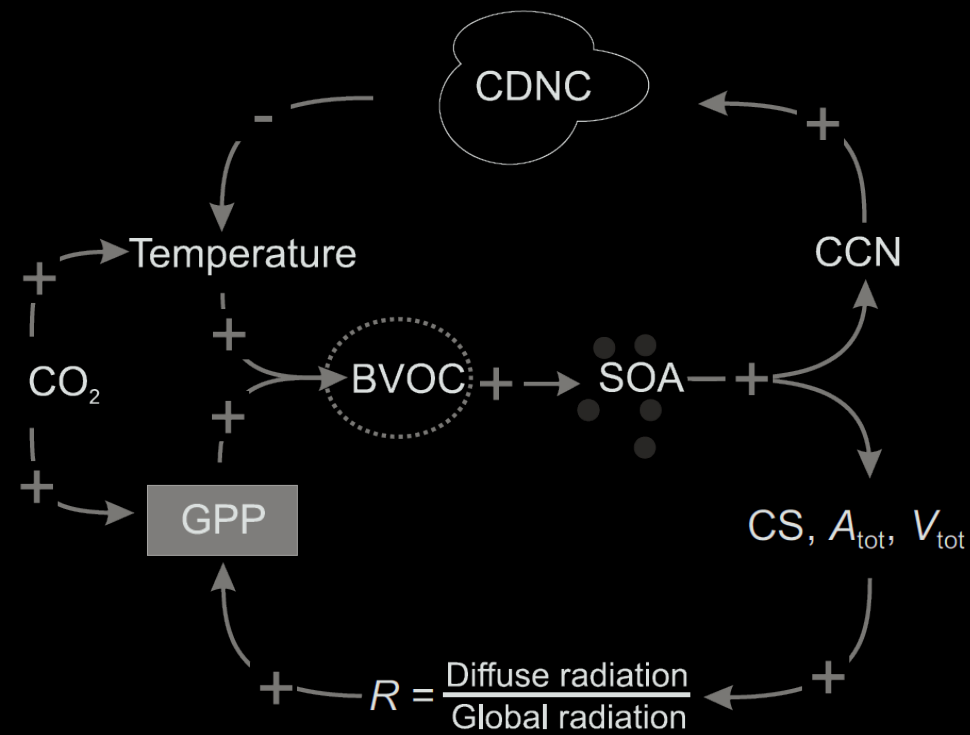 CDNC
-
+
Temperature
CCN
+
+
CO₂
BVOC
+
SOA
+
+
+
GPP
CS, Atot, Vtot
+
+
R = Diffuse radiation
Global radiation